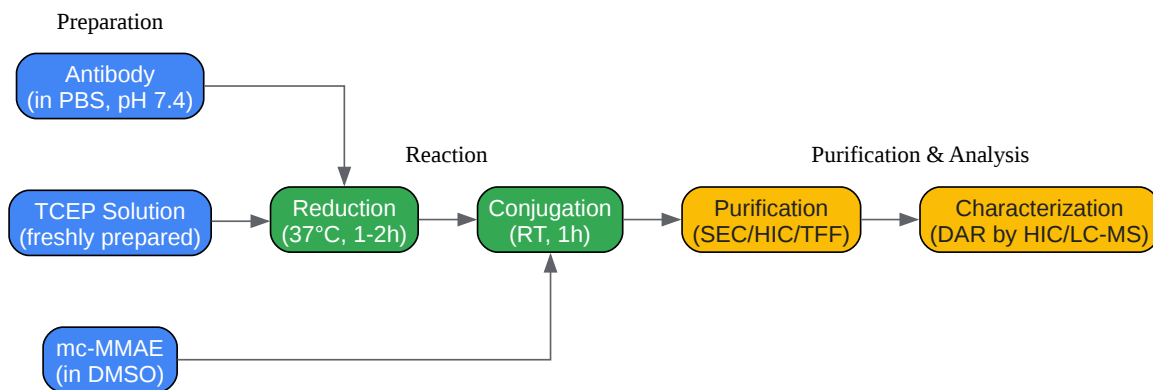 Preparation
Antibody
(in PBS, pH 7.4)
Reaction
Purification & Analysis
TCEP Solution
(freshly prepared)
Reduction
(37°C, 1-2h)
Conjugation
(RT, 1h)
Purification
(SEC/HIC/TFF)
Characterization
(DAR by HIC/LC-MS)
mc-MMAE
(in DMSO)